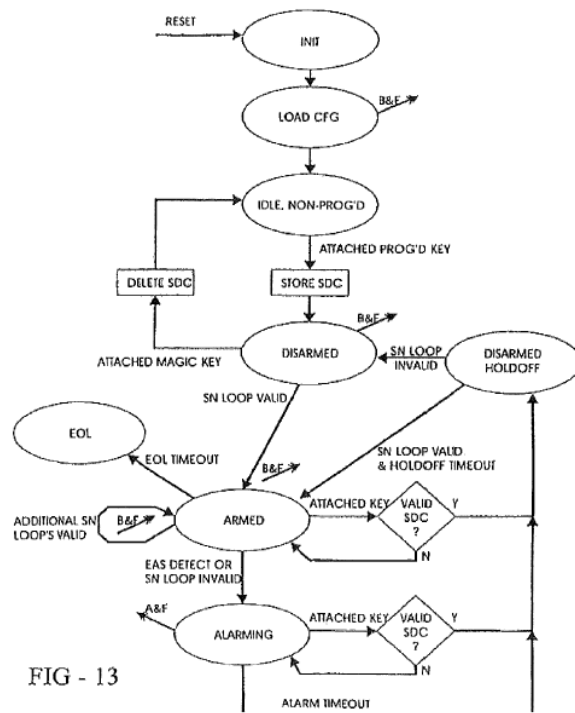 RESET
INIT
B&F
LOAD CFG
IDLE, NON-PROG'D
ATTACHED PROG'D KEY
DELETE SDC
STORE SDC
B&F
DISARMED
SN LOOP
INVALID
DISARMED
HOLDOFF
ATTACHED MAGIC KEY
SN LOOP VALID
EOL
EOL TIMEOUT
SN LOOP VALID
& HOLDOFF TIMEOUT
B&F
ADDITIONAL SN
LOOP'S VALID
B&F
ARMED
ATTACHED KEY
VALID
SDC
?
Y
N
EAS DETECT OR
SN LOOP INVALID
A&F
ALARMING
ATTACHED KEY
VALID
SDC
?
Y
N
FIG - 13
ALARM TIMEOUT